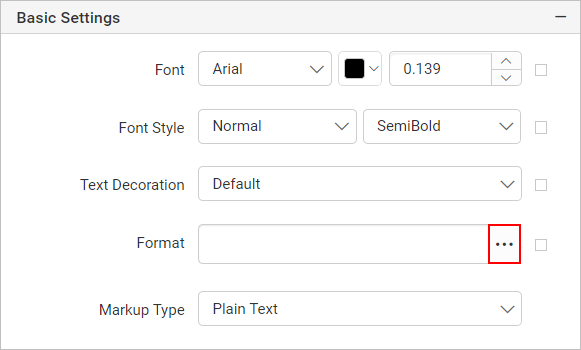 Basic Settings
Font Arial 0.139
Font Style Normal SemiBold
Text Decoration Default
Format ...
Markup Type Plain Text